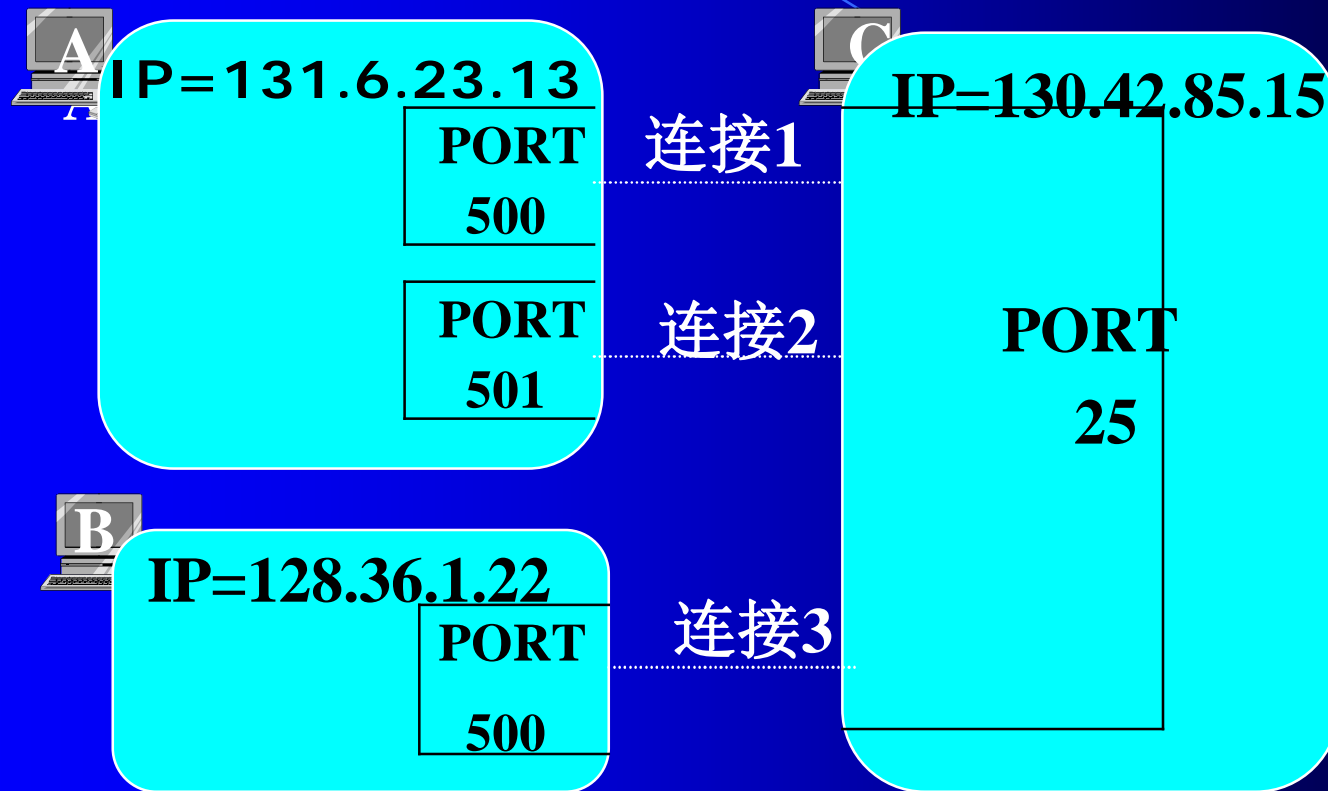 A
IP=131.6.23.13
PORT
500
PORT
501
连接1
连接2
连接3
B
IP=128.36.1.22
PORT
500
C
IP=130.42.85.15
PORT
25